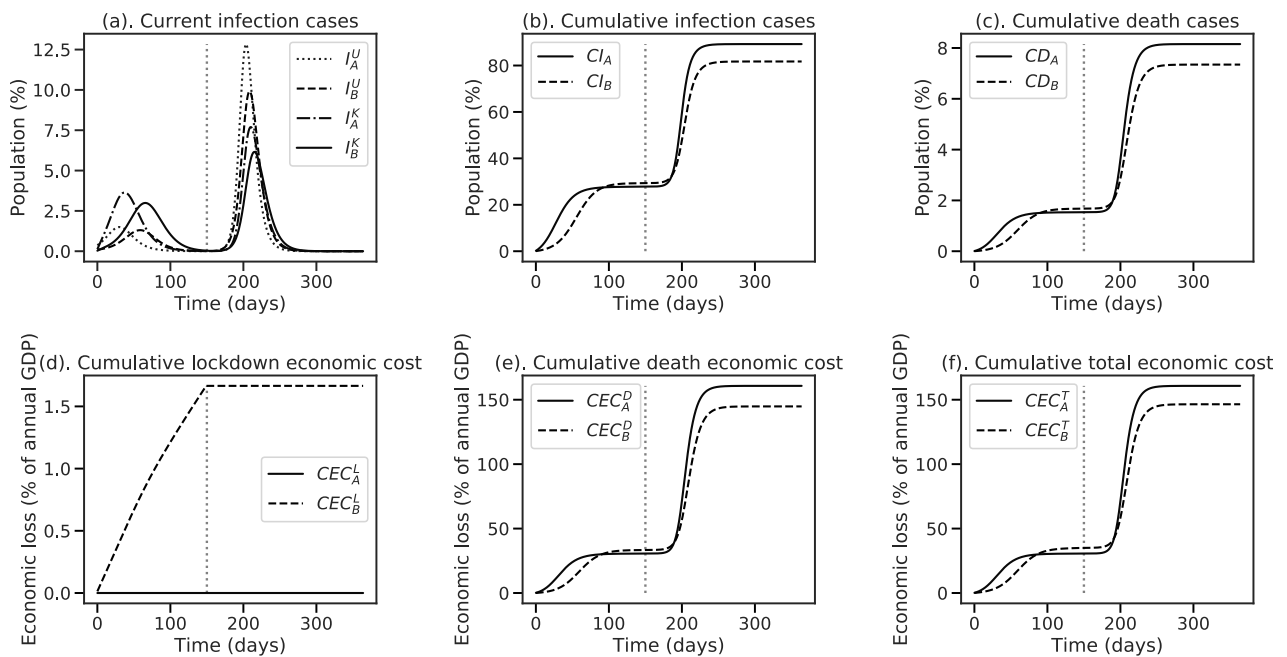 (a). Current infection cases
Population (%)
12.5
10.0
7.5
5.0
2.5
0.0
I_A^U
I_B^U
I_A^K
I_B^K
0 100 200 300
Time (days)
(b). Cumulative infection cases
Population (%)
80
60
40
20
0
CI_A
CI_B
0 100 200 300
Time (days)
(c). Cumulative death cases
Population (%)
8
6
4
2
0
CD_A
CD_B
0 100 200 300
Time (days)
(d). Cumulative lockdown economic cost
Economic loss (% of annual GDP)
1.5
1.0
0.5
0.0
CEC_A^L
CEC_B^L
0 100 200 300
Time (days)
(e). Cumulative death economic cost
Economic loss (% of annual GDP)
150
100
50
0
CEC_A^D
CEC_B^D
0 100 200 300
Time (days)
(f). Cumulative total economic cost
Economic loss (% of annual GDP)
150
100
50
0
CEC_A^T
CEC_B^T
0 100 200 300
Time (days)